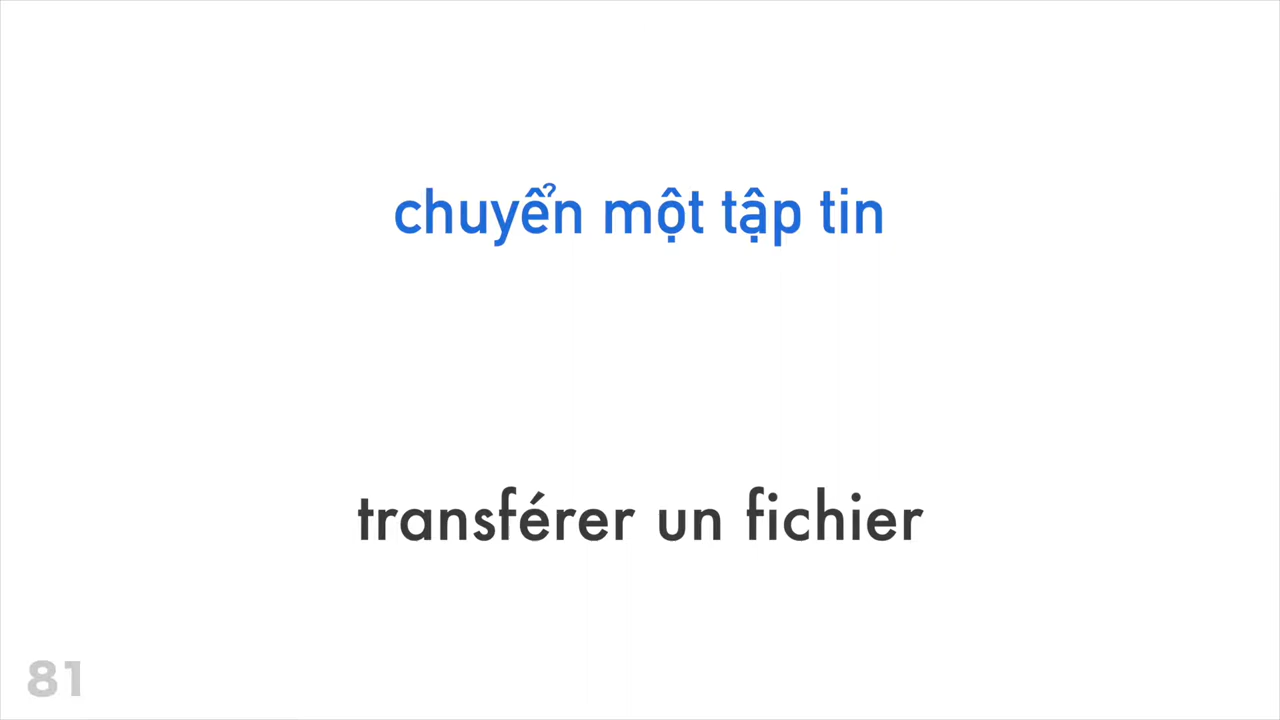 chuyển một tập tin
transférer un fichier
81